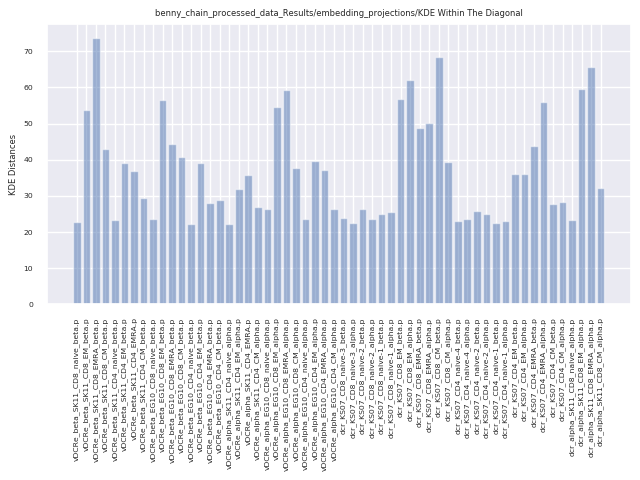 benny_chain_processed_data_Results/embedding_projections/KDE Within The Diagonal
KDE Distances
70
60
50
40
30
20
10
0
vDCRe_beta_SK11_CD8_naive_beta.p
vDCRe_beta_SK11_CD8_EM_beta.p
vDCRe_beta_SK11_CD8_EMRA_beta.p
vDCRe_beta_SK11_CD8_CM_beta.p
vDCRe_beta_SK11_CD4_naive_beta.p
vDCRe_beta_SK11_CD4_EM_beta.p
vDCRe_beta_SK11_CD4_EMRA.p
vDCRe_beta_SK11_CD4_CM_beta.p
vDCRe_beta_EG10_CD8_naive_beta.p
vDCRe_beta_EG10_CD8_EM_beta.p
vDCRe_beta_EG10_CD8_EMRA_beta.p
vDCRe_beta_EG10_CD8_CM_beta.p
vDCRe_beta_EG10_CD4_naive_beta.p
vDCRe_beta_EG10_CD4_EM_beta.p
vDCRe_beta_EG10_CD4_EMRA_beta.p
vDCRe_beta_EG10_CD4_CM_beta.p
vDCRe_alpha_SK11_CD4_naive_alpha.p
vDCRe_alpha_SK11_CD4_EM_alpha.p
vDCRe_alpha_SK11_CD4_EMRA.p
vDCRe_alpha_SK11_CD4_CM_alpha.p
vDCRe_alpha_EG10_CD8_naive_alpha.p
vDCRe_alpha_EG10_CD8_EM_alpha.p
vDCRe_alpha_EG10_CD8_EMRA_alpha.p
vDCRe_alpha_EG10_CD8_CM_alpha.p
vDCRe_alpha_EG10_CD4_naive_alpha.p
vDCRe_alpha_EG10_CD4_EM_alpha.p
vDCRe_alpha_EG10_CD4_EMRA_alpha.p
vDCRe_alpha_EG10_CD4_CM_alpha.p
dcr_KS07_CD8_naive-3_beta.p
dcr_KS07_CD8_naive-3_alpha.p
dcr_KS07_CD8_naive-2_beta.p
dcr_KS07_CD8_naive-2_alpha.p
dcr_KS07_CD8_naive-1_beta.p
dcr_KS07_CD8_naive-1_alpha.p
dcr_KS07_CD8_EM_beta.p
dcr_KS07_CD8_EM_alpha.p
dcr_KS07_CD8_EMRA_beta.p
dcr_KS07_CD8_EMRA_alpha.p
dcr_KS07_CD8_CM_beta.p
dcr_KS07_CD8_CM_alpha.p
dcr_KS07_CD4_naive-4_beta.p
dcr_KS07_CD4_naive-4_alpha.p
dcr_KS07_CD4_naive-2_beta.p
dcr_KS07_CD4_naive-2_alpha.p
dcr_KS07_CD4_naive-1_beta.p
dcr_KS07_CD4_naive-1_alpha.p
dcr_KS07_CD4_EM_beta.p
dcr_KS07_CD4_EM_alpha.p
dcr_KS07_CD4_EMRA_beta.p
dcr_KS07_CD4_EMRA_alpha.p
dcr_KS07_CD4_CM_beta.p
dcr_KS07_CD4_CM_alpha.p
dcr_alpha_SK11_CD8_naive_alpha.p
dcr_alpha_SK11_CD8_EM_alpha.p
dcr_alpha_SK11_CD8_EMRA_alpha.p
dcr_alpha_SK11_CD8_CM_alpha.p